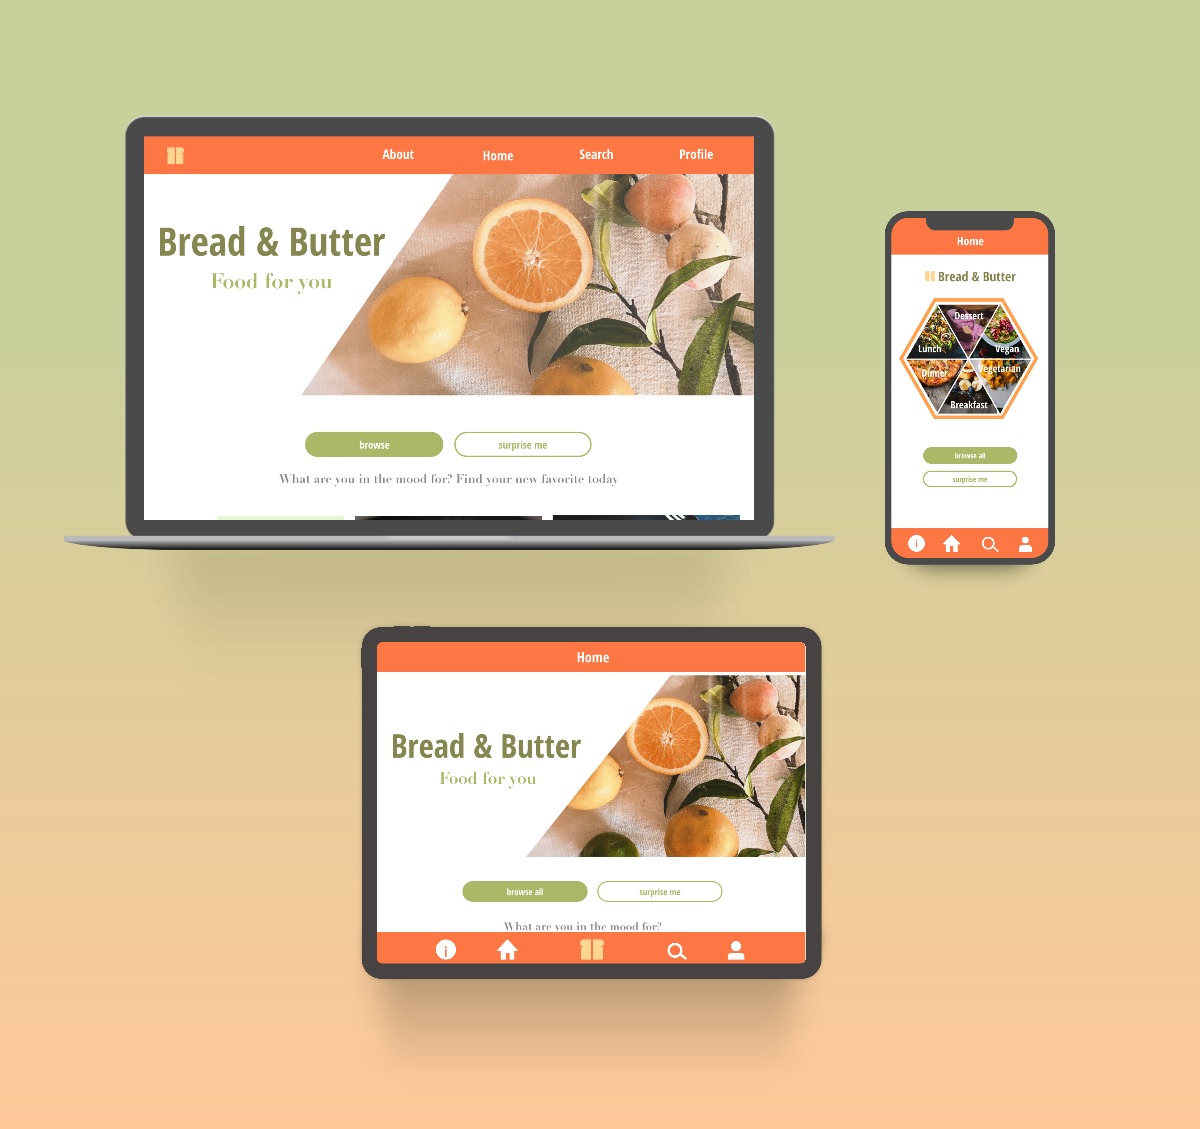 About Home Search Profile
Bread & Butter
Food for you
browse surprise me
What are you in the mood for? Find your new favorite today
Home
Bread & Butter
Dessert
Lunch Vegan
Dinner Vegetarian
Breakfast
browse all
surprise me
i
Home
Bread & Butter
Food for you
browse all surprise me
What are you in the mood for?
i